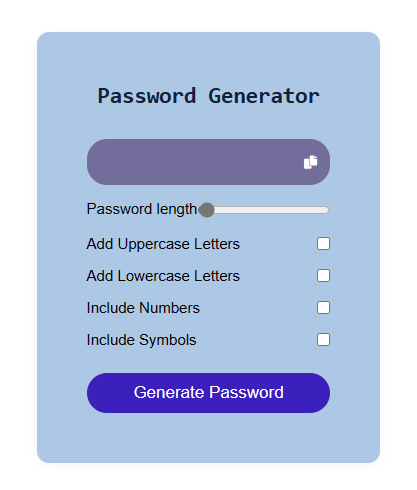 Password Generator
Password length
Add Uppercase Letters
Add Lowercase Letters
Include Numbers
Include Symbols
Generate Password